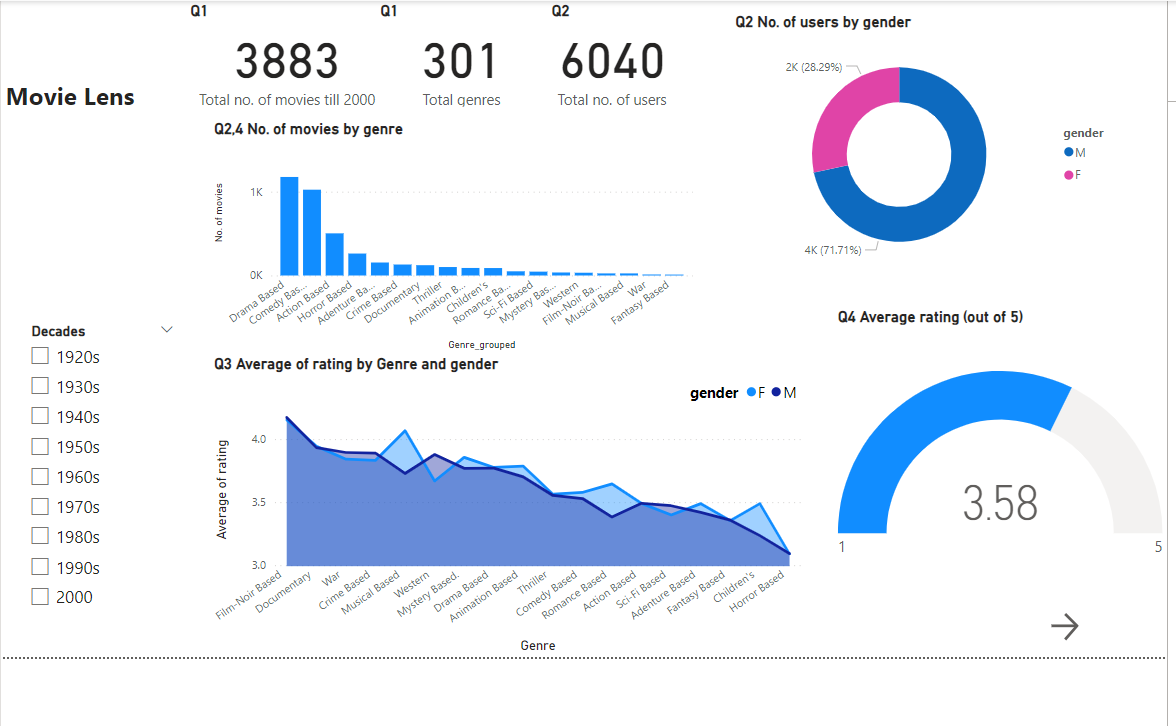 Q1
Q1
Q2
3883
301
6040
Total no. of movies till 2000
Total genres
Total no. of users
Movie Lens
Q2 No. of users by gender
2K (28.29%)
4K (71.71%)
gender
M
F
Q2,4 No. of movies by genre
No. of movies
1K
0K
Drama Based
Comedy Bas...
Action Based
Horror Based
Adenture Ba...
Crime Based
Documentary
Thriller
Animation B...
Children's
Romance Ba...
Sci-Fi Based
Mystery Bas...
Western
Film-Noir Ba...
Musical Based
War
Fantasy Based
Genre_grouped
Decades
1920s
1930s
1940s
1950s
1960s
1970s
1980s
1990s
2000
Q3 Average of rating by Genre and gender
gender F M
Average of rating
4.0
3.5
3.0
Film-Noir Based
Documentary
War
Crime Based
Musical Based
Western
Mystery Based.
Drama Based
Animation Based
Thriller
Comedy Based
Romance Based
Action Based
Sci-Fi Based
Adenture Based
Fantasy Based
Children's
Horror Based
Genre
Q4 Average rating (out of 5)
3.58
1
5